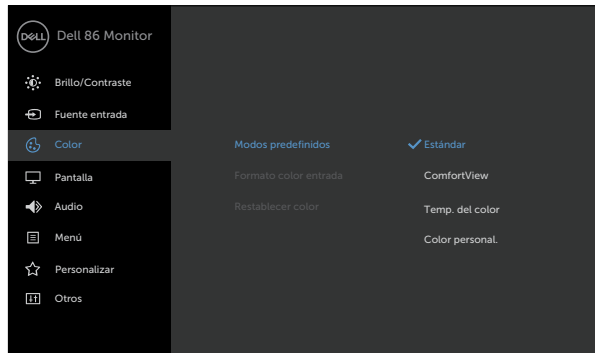 DELL Dell 86 Monitor
Brillo/Contraste
Fuente entrada
Color Modos predefinidos Estándar
Pantalla Formato color entrada ComfortView
Audio Restablecer color Temp. del color
Menú Color personal.
Personalizar
Otros